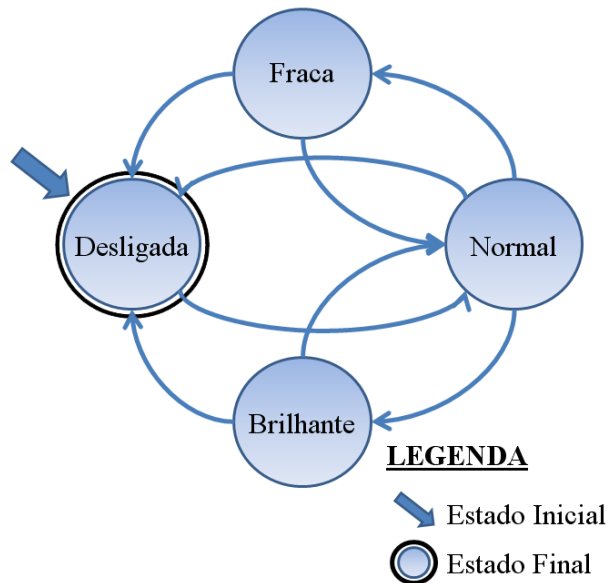 Fraca
Desligada
Normal
Brilhante
LEGENDA
Estado Inicial
Estado Final